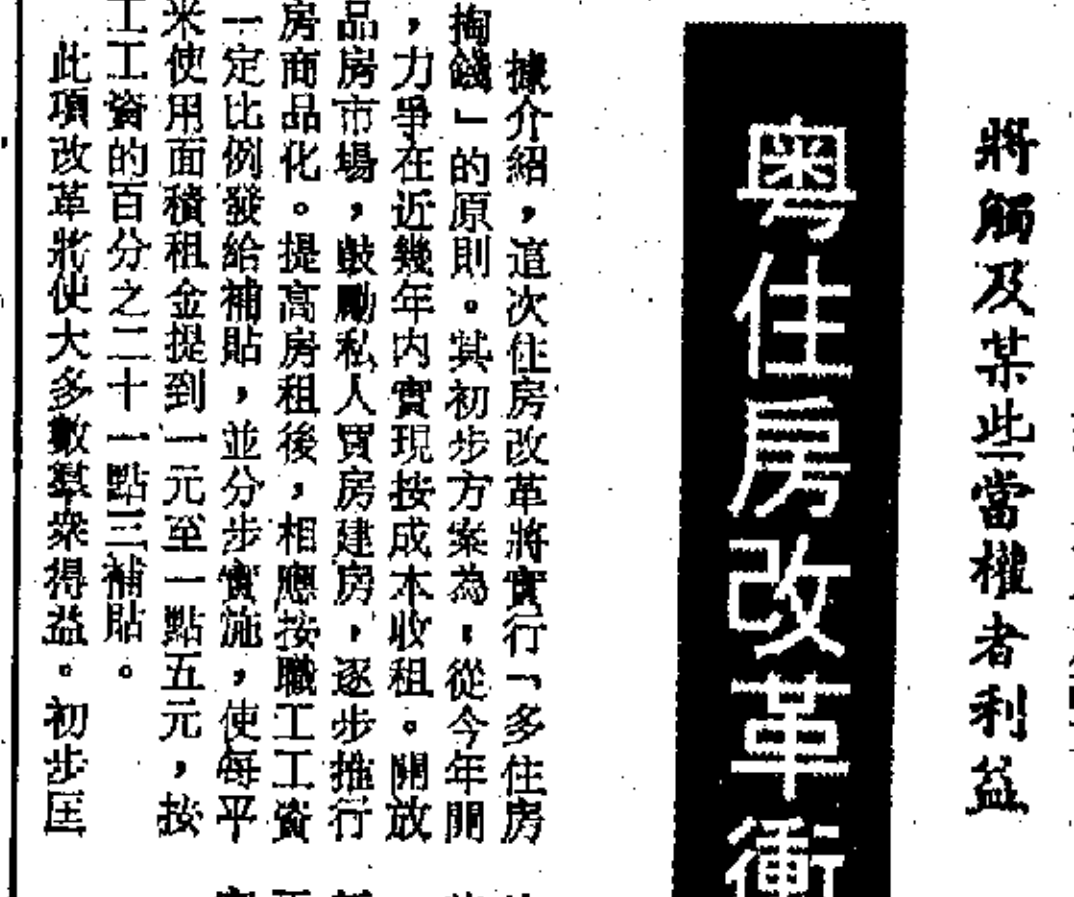 將觸及某些當權者利益
粵住房改革衝
據介紹，這次住房改革將實行「多住房
掏錢」的原則。其初步方案為：從今年開
，力爭在近幾年內實現按成本收租。開放
品房市場，鼓勵私人買房建房，逐步推行
房商品化。提高房租後，相應按職工工資
一定比例發給補貼，並分步實施，使每平
米使用面積租金提到一元至一點五元，按
工工資的百分之二十一點三補貼。
此項改革將使大多數羣衆得益。初步匡